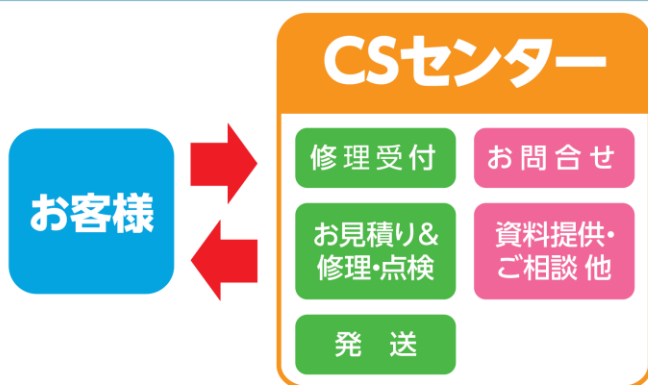 CSセンター
お客様
修理受付
お問合せ
お見積り&
修理・点検
資料提供・
ご相談 他
発 送